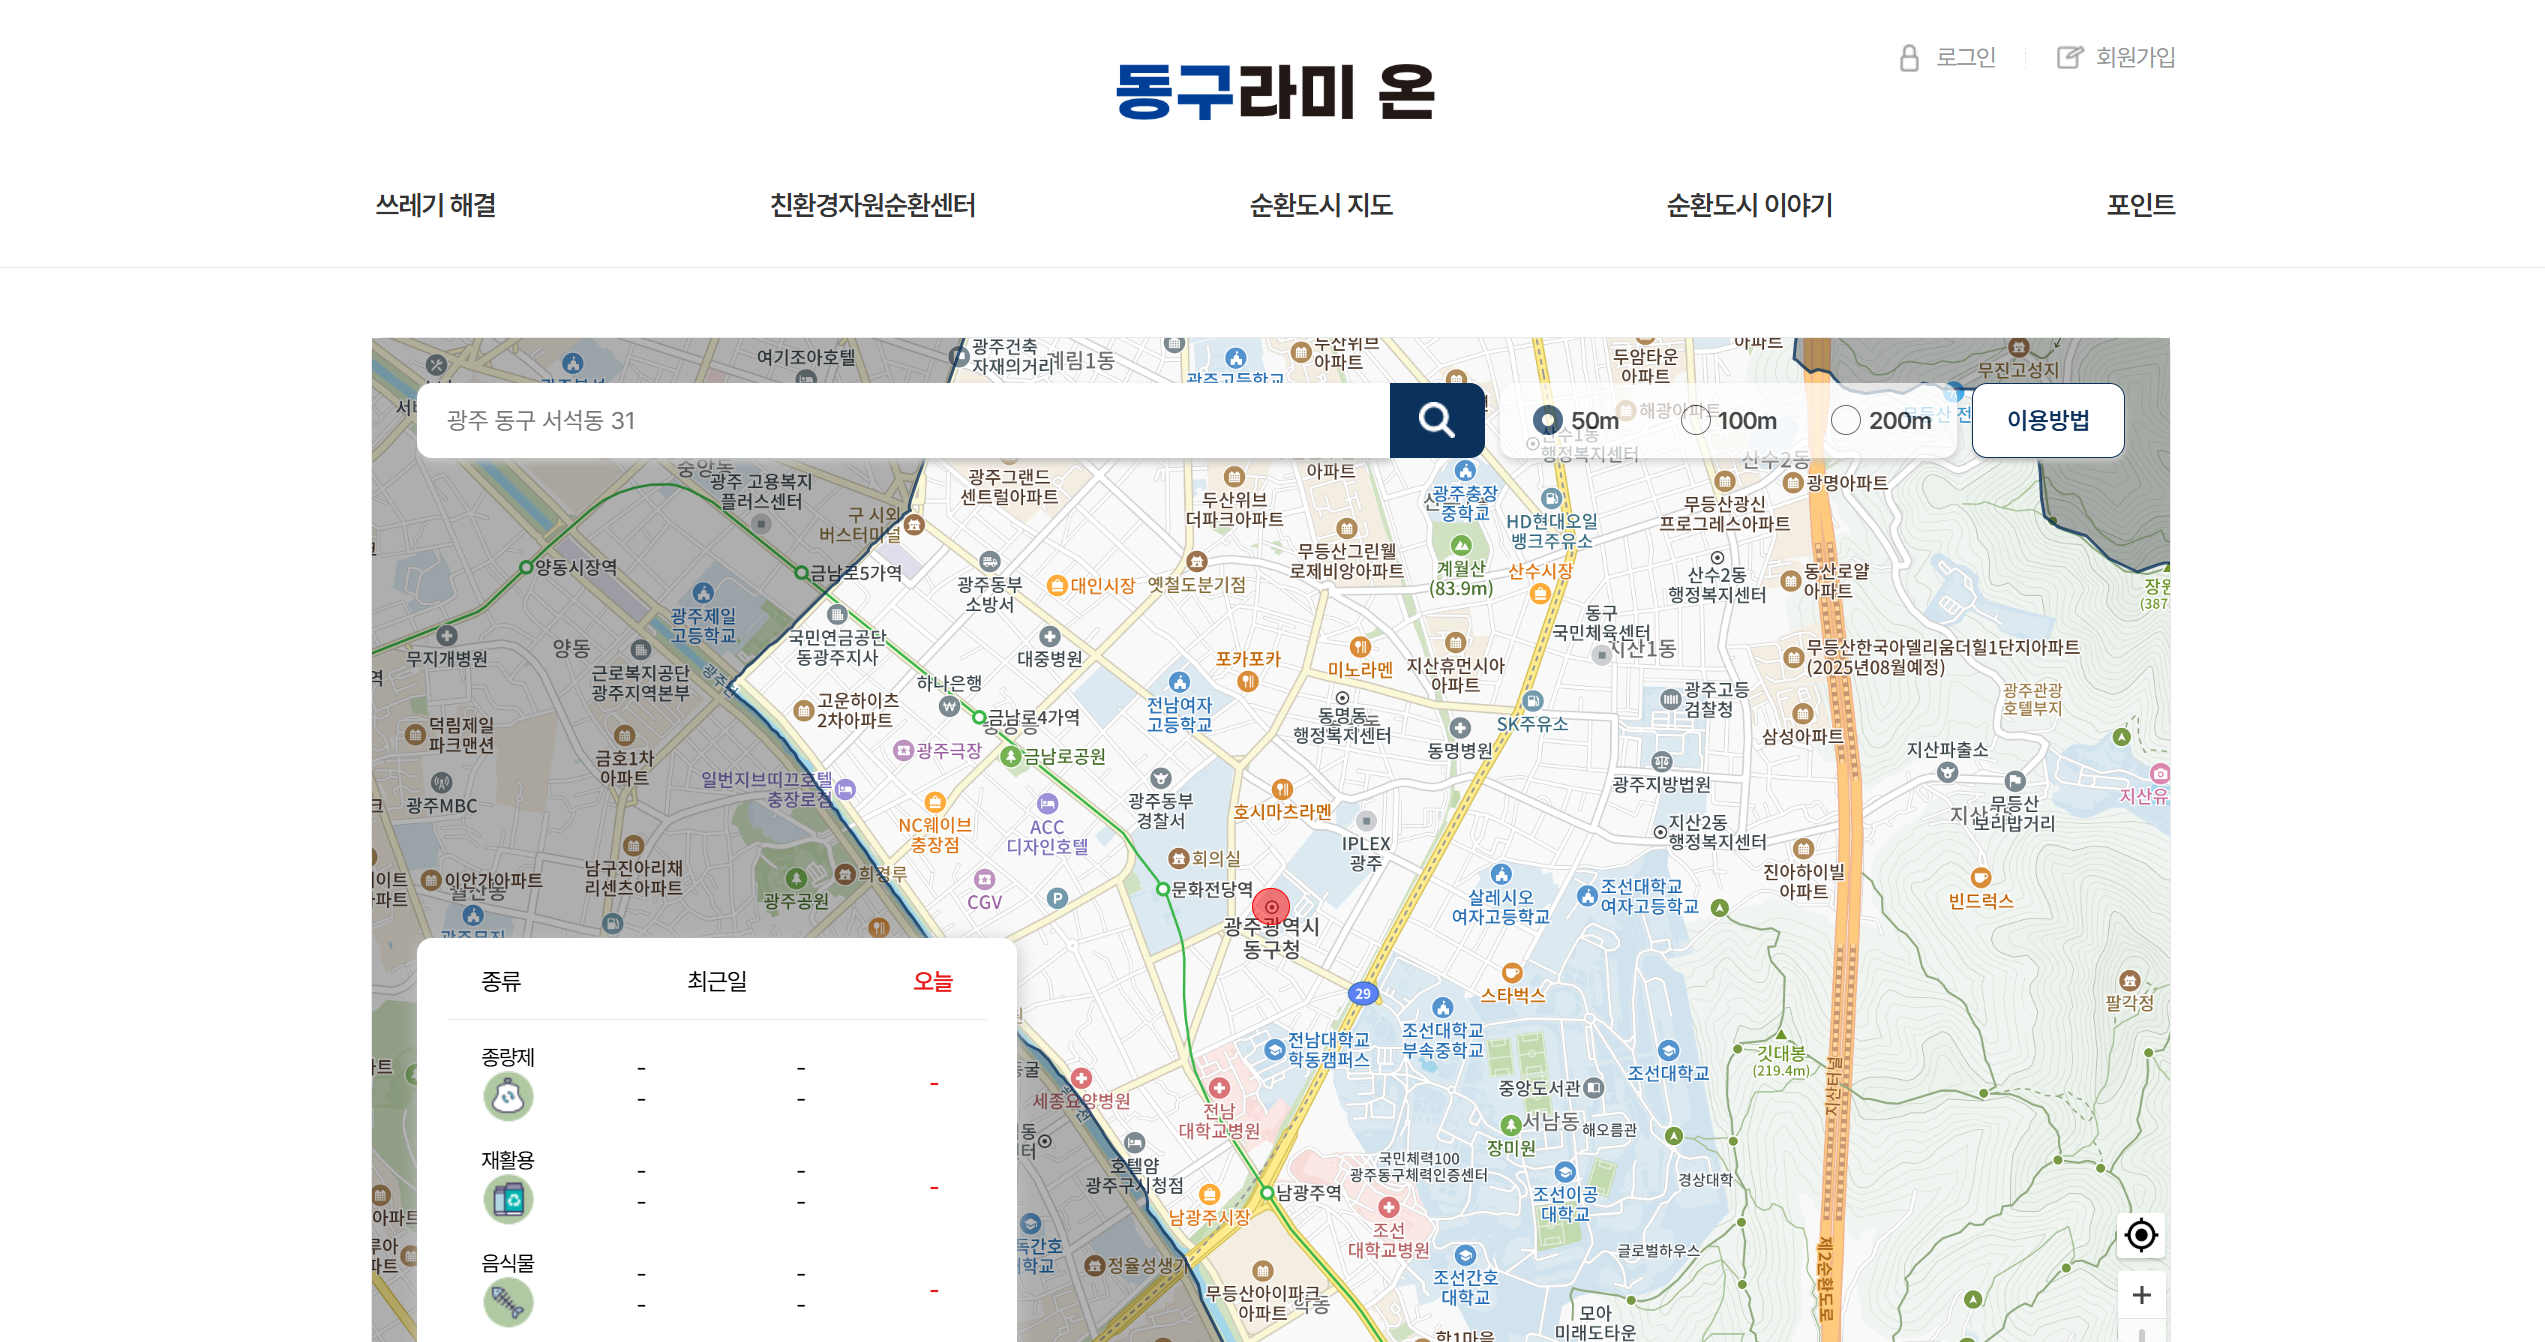 로그인
회원가입
동구라미 온
쓰레기 해결
친환경자원순환센터
순환도시 지도
순환도시 이야기
포인트
광주 동구 서석동 31
50m
100m
200m
이용방법
여기조아호텔
광주건축
자재의거리
계림1동
광주고등학교
두산위브
아파트
두암타운
아파트
아파트
무진고성지
해광아파트
산수1동
행정복지센터
산수2동
중앙동
광주 고용복지
플러스센터
구 시외
버스터미널
광주그랜드
센트럴아파트
두산위브
더파크아파트
아파트
광주충장
중학교
HD현대오일
뱅크주유소
무등산광신
프로그레스아파트
광명아파트
양동시장역
금남로5가역
광주동부
소방서
대인시장
옛철도분기점
무등산그린웰
로제비앙아파트
계월산
(83.9m)
산수시장
산수2동
행정복지센터
동산로얄
아파트
광주제일
고등학교
국민연금공단
동광주지사
대중병원
포카포카
미노라멘
지산휴먼시아
아파트
동구
국민체육센터
지산1동
무등산한국아델리움더힐1단지아파트
(2025년08월예정)
무지개병원
양동
근로복지공단
광주지역본부
하나은행
고운하이츠
2차아파트
금남로4가역
전남여자
고등학교
동명동
행정복지센터
동명병원
SK주유소
광주고등
검찰청
광주관광
호텔부지
덕림제일
파크맨션
금호1차
아파트
광주극장
금남로공원
삼성아파트
지산파출소
일번지브띠끄호텔
충장로점
광주MBC
NC웨이브
충장점
ACC
디자인호텔
광주동부
경찰서
호시마츠라멘
IPLEX
광주
광주지방법원
지산2동
행정복지센터
무등산
보리밥거리
남구진아리채
리센츠아파트
이안가아파트
월산동
희경루
광주공원
CGV
P
회의실
문화전당역
광주광역시
동구청
살레시오
여자고등학교
조선대학교
여자고등학교
진아하이빌
아파트
빈드럭스
29
스타벅스
팔각정
종류
최근일
오늘
종량제
-
-
-
-
-
재활용
-
-
-
-
-
음식물
-
-
-
-
-
전남대학교
학동캠퍼스
조선대학교
부속중학교
조선대학교
깃대봉
(219.4m)
지산터널
세종요양병원
전남
대학교병원
중앙도서관
서남동
해오름관
장미원
호텔얌
광주구시청점
국민체력100
광주동구체력인증센터
경상대학
남광주시장
남광주역
조선
대학교병원
조선이공
대학교
글로벌하우스
제2순환도로
정율성생가
무등산아이파크
아파트
학동
조선간호
대학교
모아
미래도타운
학1마을
+